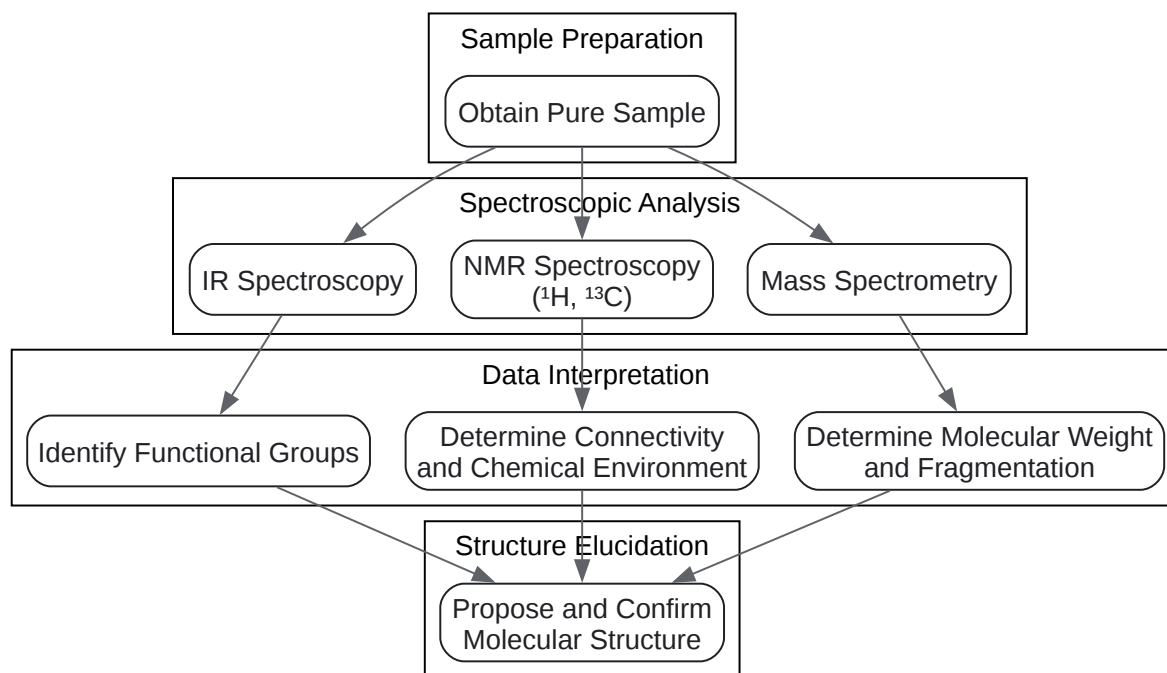 Sample Preparation
Obtain Pure Sample
Spectroscopic Analysis
IR Spectroscopy
NMR Spectroscopy
(¹H, ¹³C)
Mass Spectrometry
Data Interpretation
Identify Functional Groups
Determine Connectivity
and Chemical Environment
Determine Molecular Weight
and Fragmentation
Structure Elucidation
Propose and Confirm
Molecular Structure